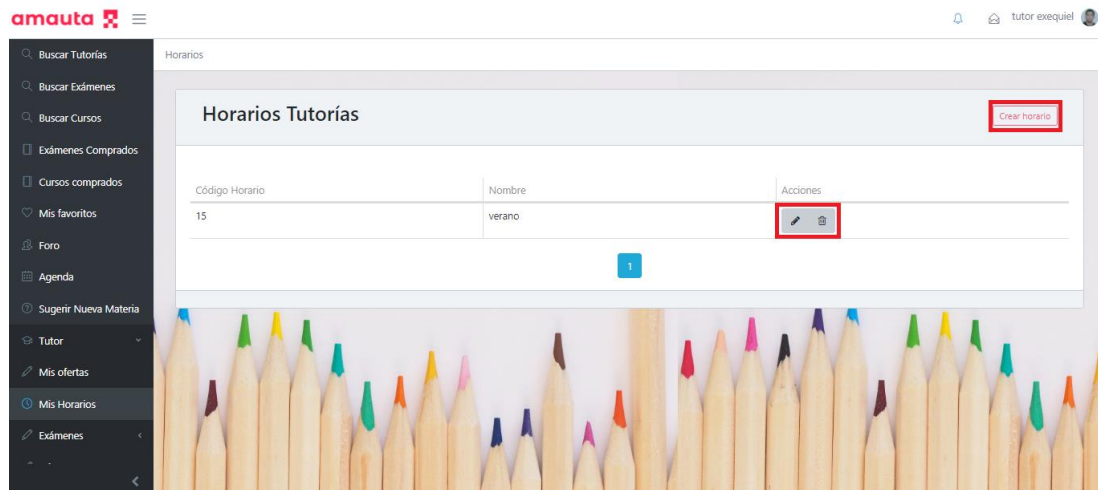 amauta
tutor exequiel
Buscar Tutorías
Buscar Exámenes
Buscar Cursos
Exámenes Comprados
Cursos comprados
Mis favoritos
Foro
Agenda
Sugerir Nueva Materia
Tutor
Mis ofertas
Mis Horarios
Exámenes
Horarios
Horarios Tutorías
Crear horario
Código Horario Nombre Acciones
15 verano
1